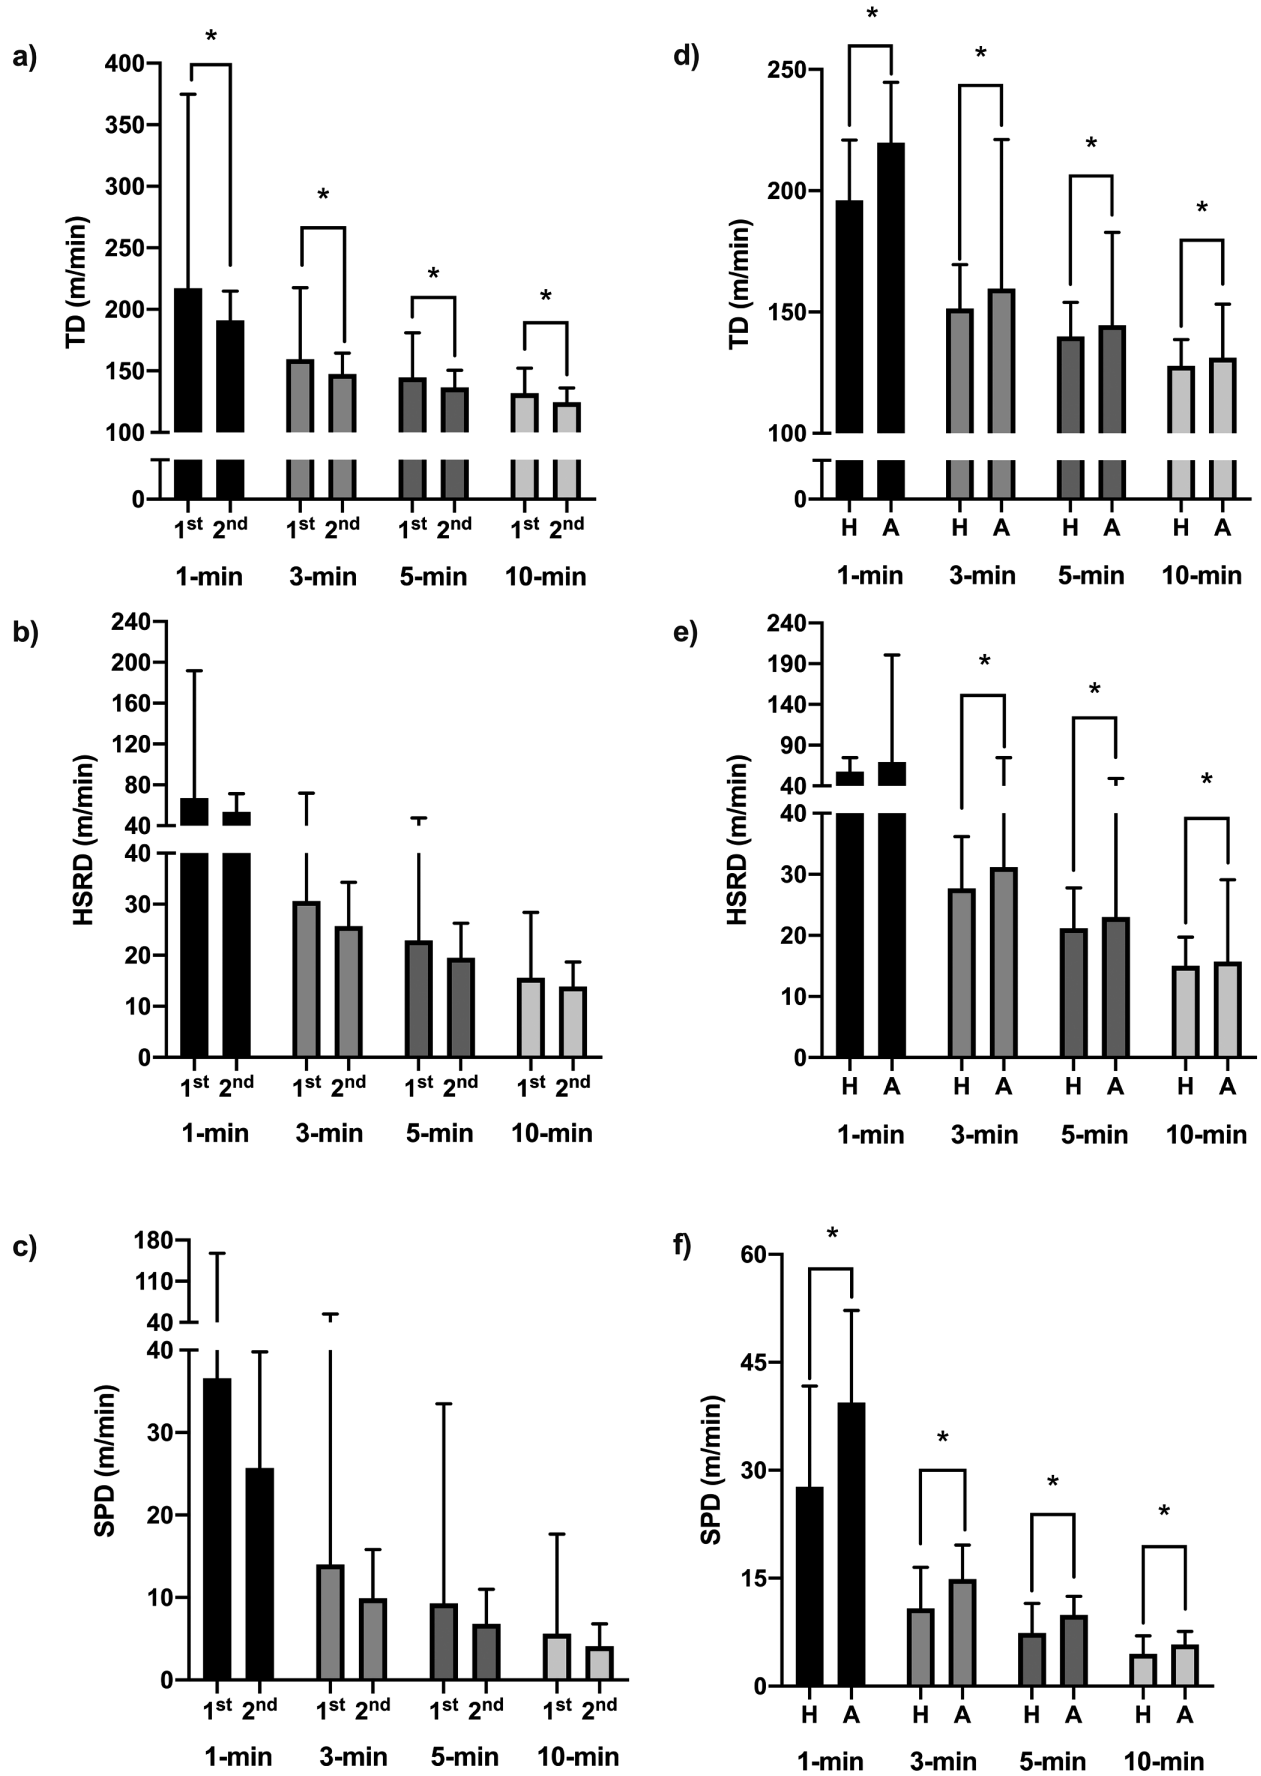 a)
*
*
*
*
400
350
300
250
200
150
100
0
TD (m/min)
1st 2nd 1st 2nd 1st 2nd 1st 2nd
1-min 3-min 5-min 10-min
b)
240
200
160
120
80
40
40
30
20
10
0
HSRD (m/min)
1st 2nd 1st 2nd 1st 2nd 1st 2nd
1-min 3-min 5-min 10-min
c)
180
110
40
40
30
20
10
0
SPD (m/min)
1st 2nd 1st 2nd 1st 2nd 1st 2nd
1-min 3-min 5-min 10-min
d)
*
*
*
*
250
200
150
100
0
TD (m/min)
H A H A H A H A
1-min 3-min 5-min 10-min
e)
*
*
*
240
190
140
90
40
40
30
20
10
0
HSRD (m/min)
H A H A H A H A
1-min 3-min 5-min 10-min
f)
*
*
*
*
60
45
30
15
0
SPD (m/min)
H A H A H A H A
1-min 3-min 5-min 10-min